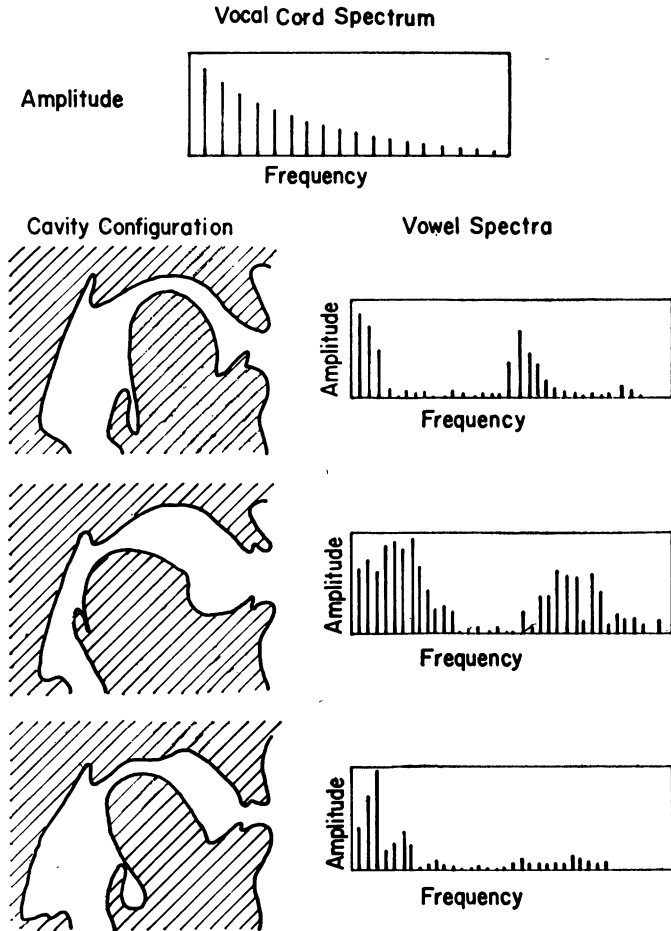 Vocal Cord Spectrum
Amplitude
Frequency
Cavity Configuration
Vowel Spectra
Amplitude
Frequency
Amplitude
Frequency
Amplitude
Frequency